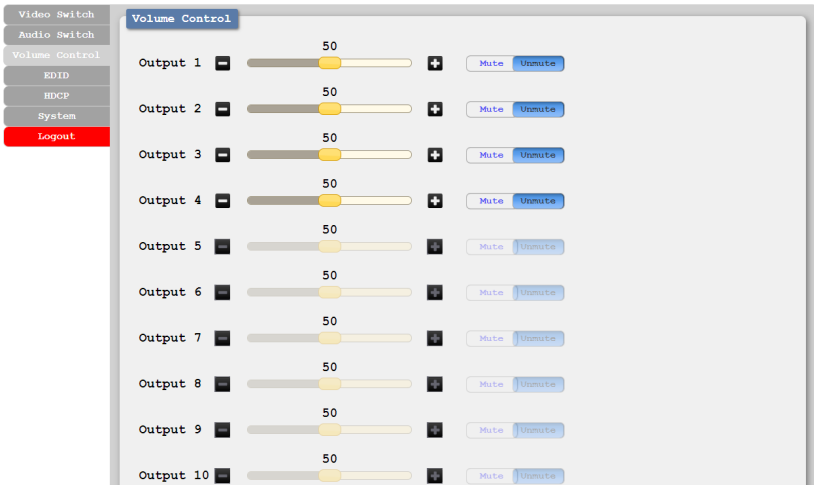 Video Switch
Audio Switch
Volume Control
EDID
HDCP
System
Logout
Volume Control
50
Output 1 Mute Unmute
50
Output 2 Mute Unmute
50
Output 3 Mute Unmute
50
Output 4 Mute Unmute
50
Output 5 Mute Unmute
50
Output 6 Mute Unmute
50
Output 7 Mute Unmute
50
Output 8 Mute Unmute
50
Output 9 Mute Unmute
50
Output 10 Mute Unmute